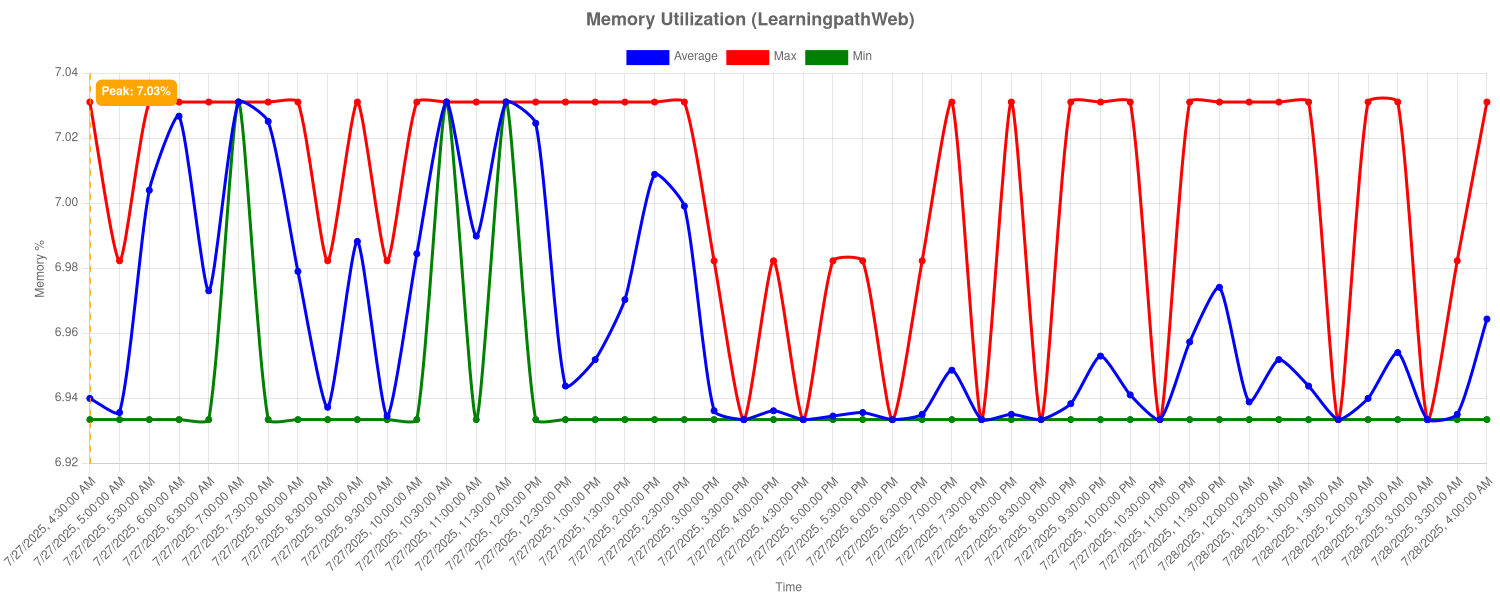 Memory Utilization (LearningpathWeb)
Average Max Min
Peak: 7.03%
7.04
7.02
7.00
6.98
6.96
6.94
6.92
Memory %
7/27/2025, 4:30:00 AM
7/27/2025, 5:00:00 AM
7/27/2025, 5:30:00 AM
7/27/2025, 6:00:00 AM
7/27/2025, 6:30:00 AM
7/27/2025, 7:00:00 AM
7/27/2025, 7:30:00 AM
7/27/2025, 8:00:00 AM
7/27/2025, 8:30:00 AM
7/27/2025, 9:00:00 AM
7/27/2025, 9:30:00 AM
7/27/2025, 10:00:00 AM
7/27/2025, 10:30:00 AM
7/27/2025, 11:00:00 AM
7/27/2025, 11:30:00 AM
7/27/2025, 12:00:00 PM
7/27/2025, 12:30:00 PM
7/27/2025, 1:00:00 PM
7/27/2025, 1:30:00 PM
7/27/2025, 2:00:00 PM
7/27/2025, 2:30:00 PM
7/27/2025, 3:00:00 PM
7/27/2025, 3:30:00 PM
7/27/2025, 4:00:00 PM
7/27/2025, 4:30:00 PM
7/27/2025, 5:00:00 PM
7/27/2025, 5:30:00 PM
7/27/2025, 6:00:00 PM
7/27/2025, 6:30:00 PM
7/27/2025, 7:00:00 PM
7/27/2025, 7:30:00 PM
7/27/2025, 8:00:00 PM
7/27/2025, 8:30:00 PM
7/27/2025, 9:00:00 PM
7/27/2025, 9:30:00 PM
7/27/2025, 10:00:00 PM
7/27/2025, 10:30:00 PM
7/27/2025, 11:00:00 PM
7/27/2025, 11:30:00 PM
7/28/2025, 12:00:00 AM
7/28/2025, 12:30:00 AM
7/28/2025, 1:00:00 AM
7/28/2025, 1:30:00 AM
7/28/2025, 2:00:00 AM
7/28/2025, 2:30:00 AM
7/28/2025, 3:00:00 AM
7/28/2025, 3:30:00 AM
7/28/2025, 4:00:00 AM
Time